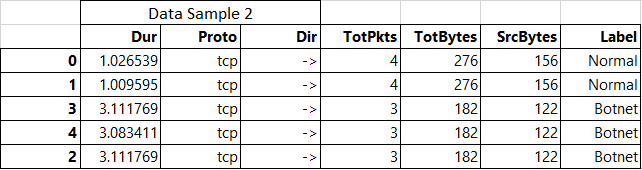 Data Sample 2
Dur Proto Dir TotPkts TotBytes SrcBytes Label
0 1.026539 tcp -> 4 276 156 Normal
1 1.009595 tcp -> 4 276 156 Normal
3 3.111769 tcp -> 3 182 122 Botnet
4 3.083411 tcp -> 3 182 122 Botnet
2 3.111769 tcp -> 3 182 122 Botnet